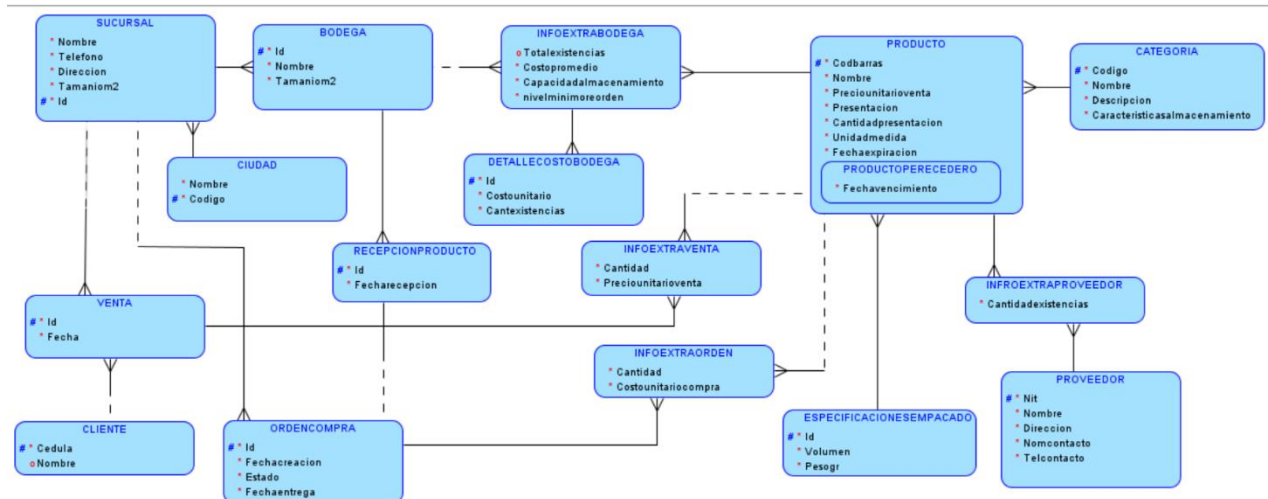 SUCURSAL
* Nombre
* Telefono
* Direccion
* Tamaniom2
# * Id
BODEGA
# * Id
* Nombre
* Tamaniom2
INFOEXTRABODEGA
o Totalexistencias
* Costopromedio
* Capacidadalmacenamiento
* nivelminimoreorden
PRODUCTO
# * Codbarras
* Nombre
* Preciounitarioventa
* Presentacion
* Cantidadpresentacion
* Unidadmedida
* Fechaexpiracion
PRODUCTOPERECEDERO
* Fechavencimiento
CATEGORIA
# * Codigo
* Nombre
* Descripcion
* Caracteristicasalmacenamiento
CIUDAD
* Nombre
# * Codigo
DETALLECOSTOBODEGA
# * Id
* Costounitario
* Cantexistencias
RECEPCIONPRODUCTO
# * Id
* Fecharecepcion
INFOEXTRAVENTA
* Cantidad
* Preciounitarioventa
INFROEXTRAPROVEEDOR
* Cantidadexistencias
VENTA
# * Id
* Fecha
INFOEXTRAORDEN
* Cantidad
* Costounitariocompra
PROVEEDOR
# * Nit
* Nombre
* Direccion
* Nomcontacto
* Telcontacto
CLIENTE
# * Cedula
o Nombre
ORDENCOMPRA
# * Id
* Fechacreacion
* Estado
* Fechaentrega
ESPECIFICACIONESEMPACADO
# * Id
* Volumen
* Pesogr